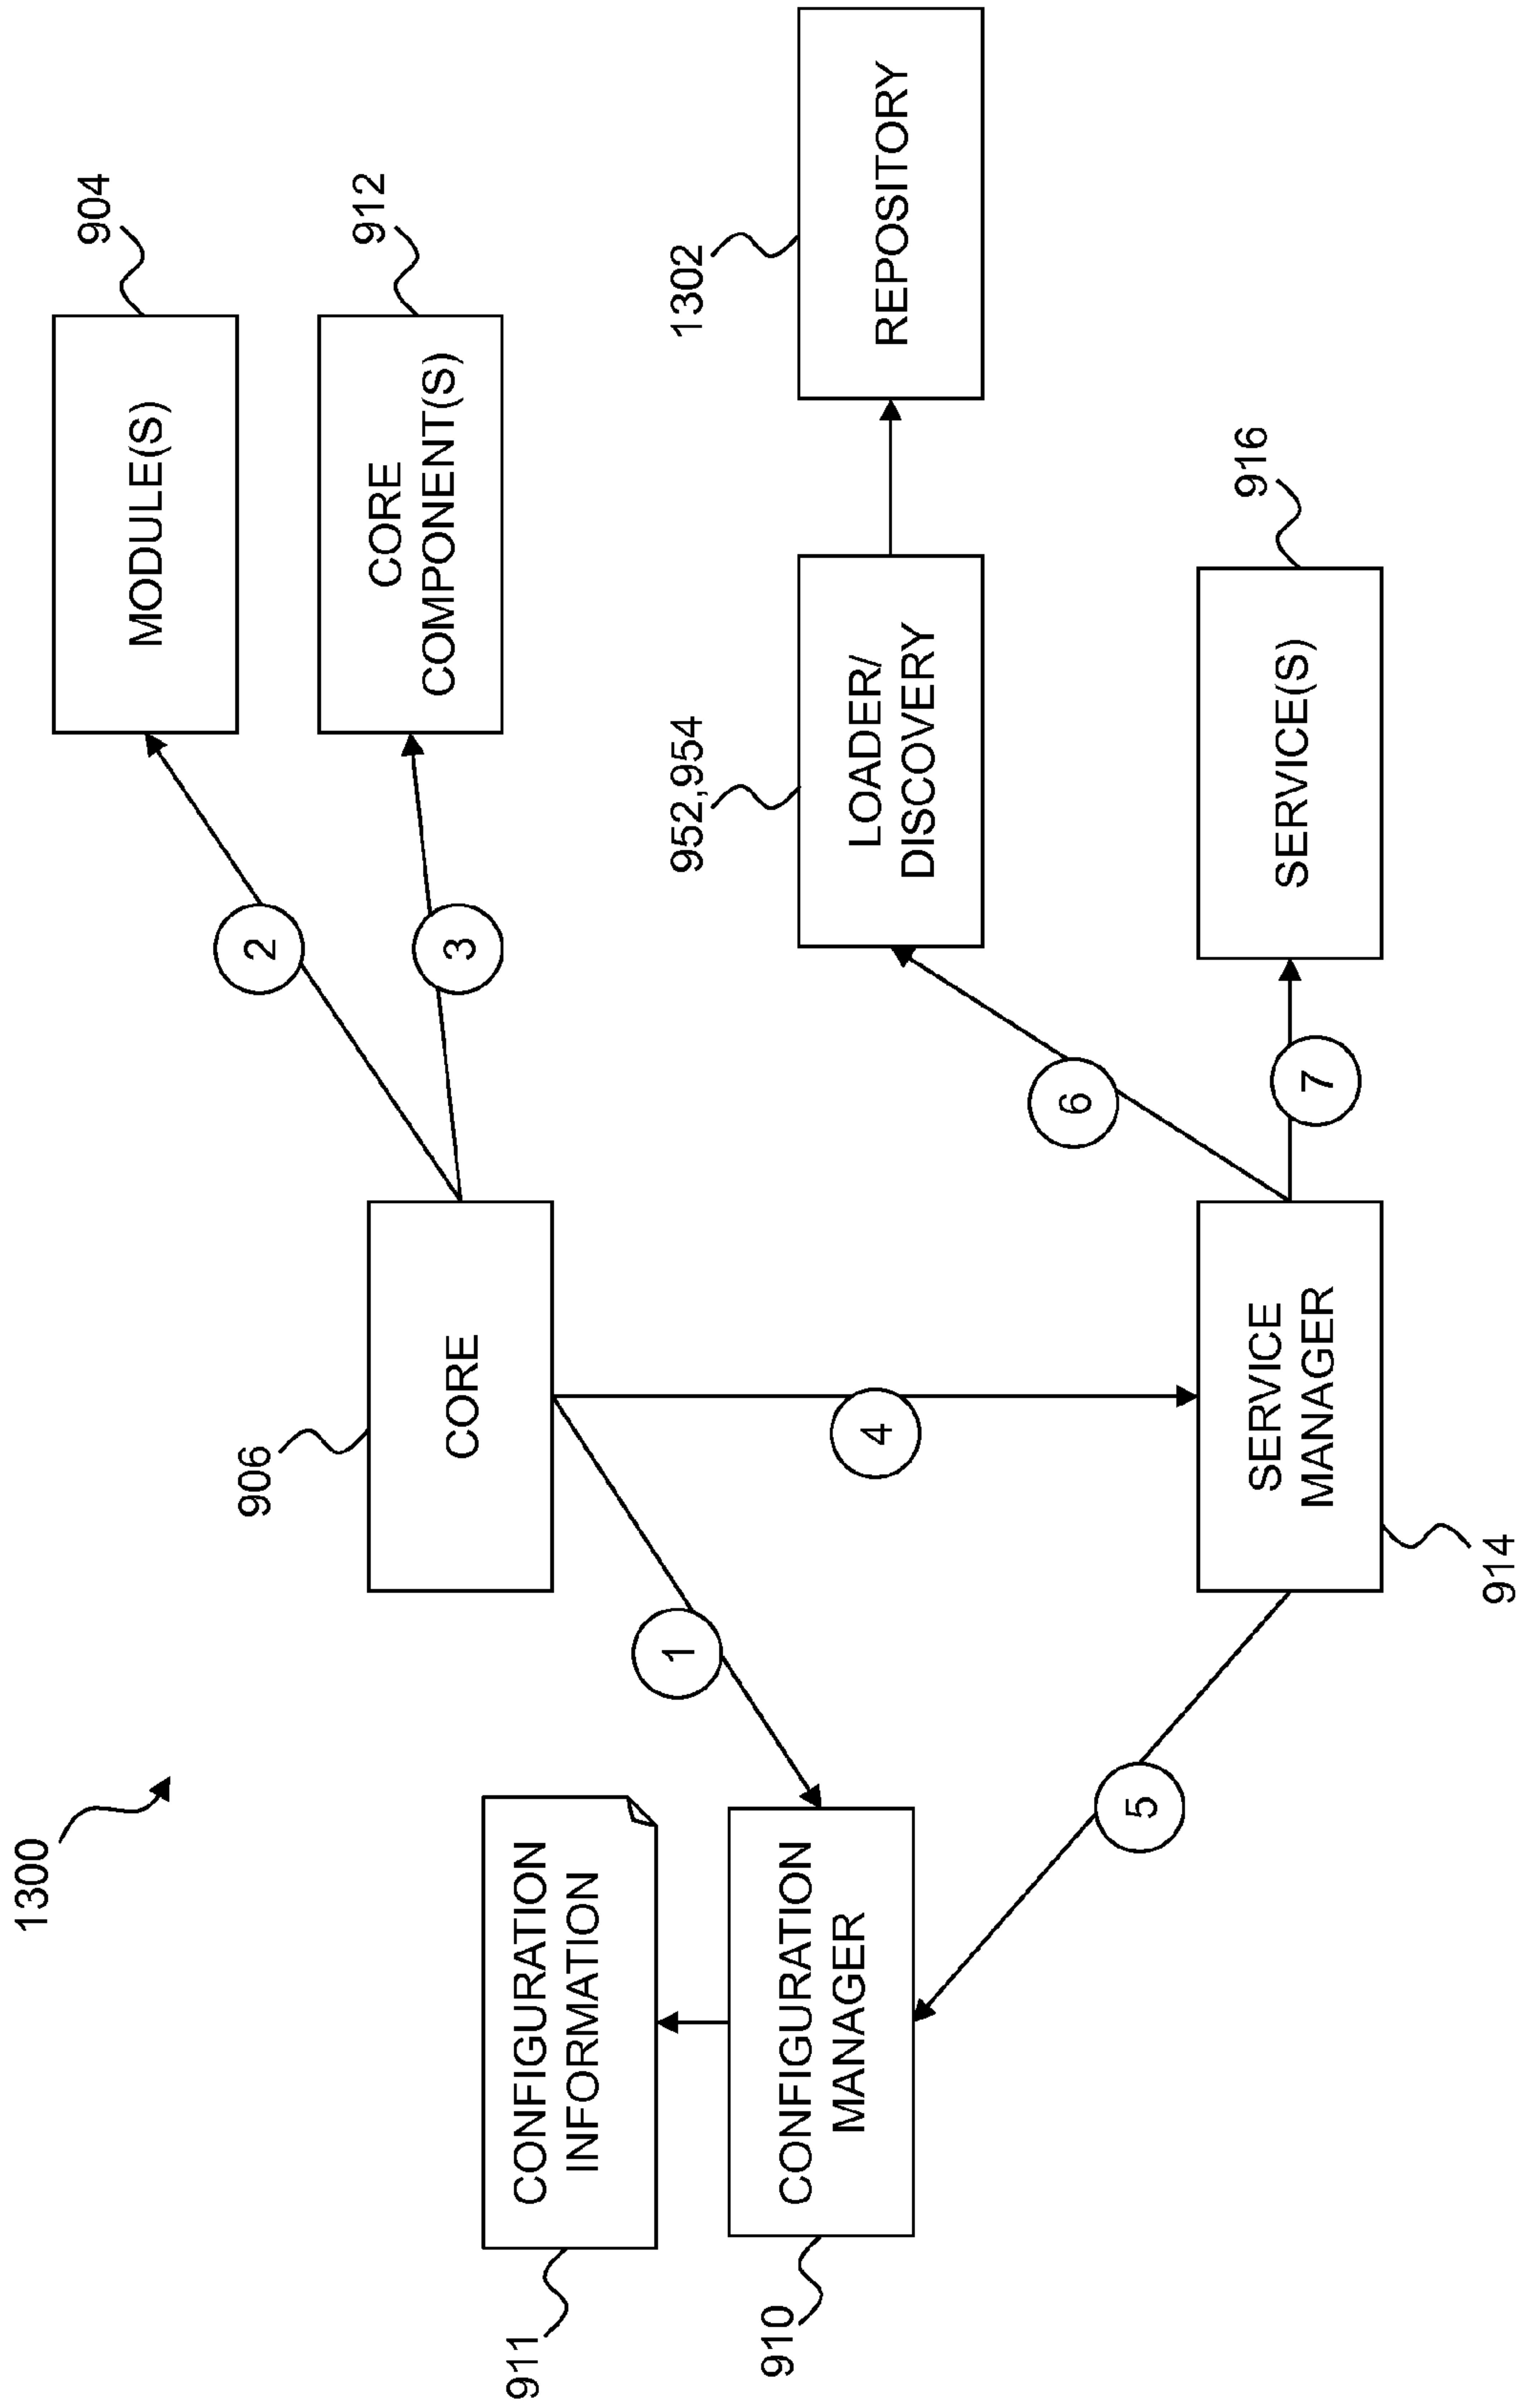 1300
904
MODULE(S)
2
906
912
CORE
COMPONENT(S)
CORE
3
911
CONFIGURATION
INFORMATION
1
952,954
1302
910
CONFIGURATION
MANAGER
4
LOADER/
DISCOVERY
REPOSITORY
6
5
916
SERVICE
MANAGER
7
SERVICE(S)
914